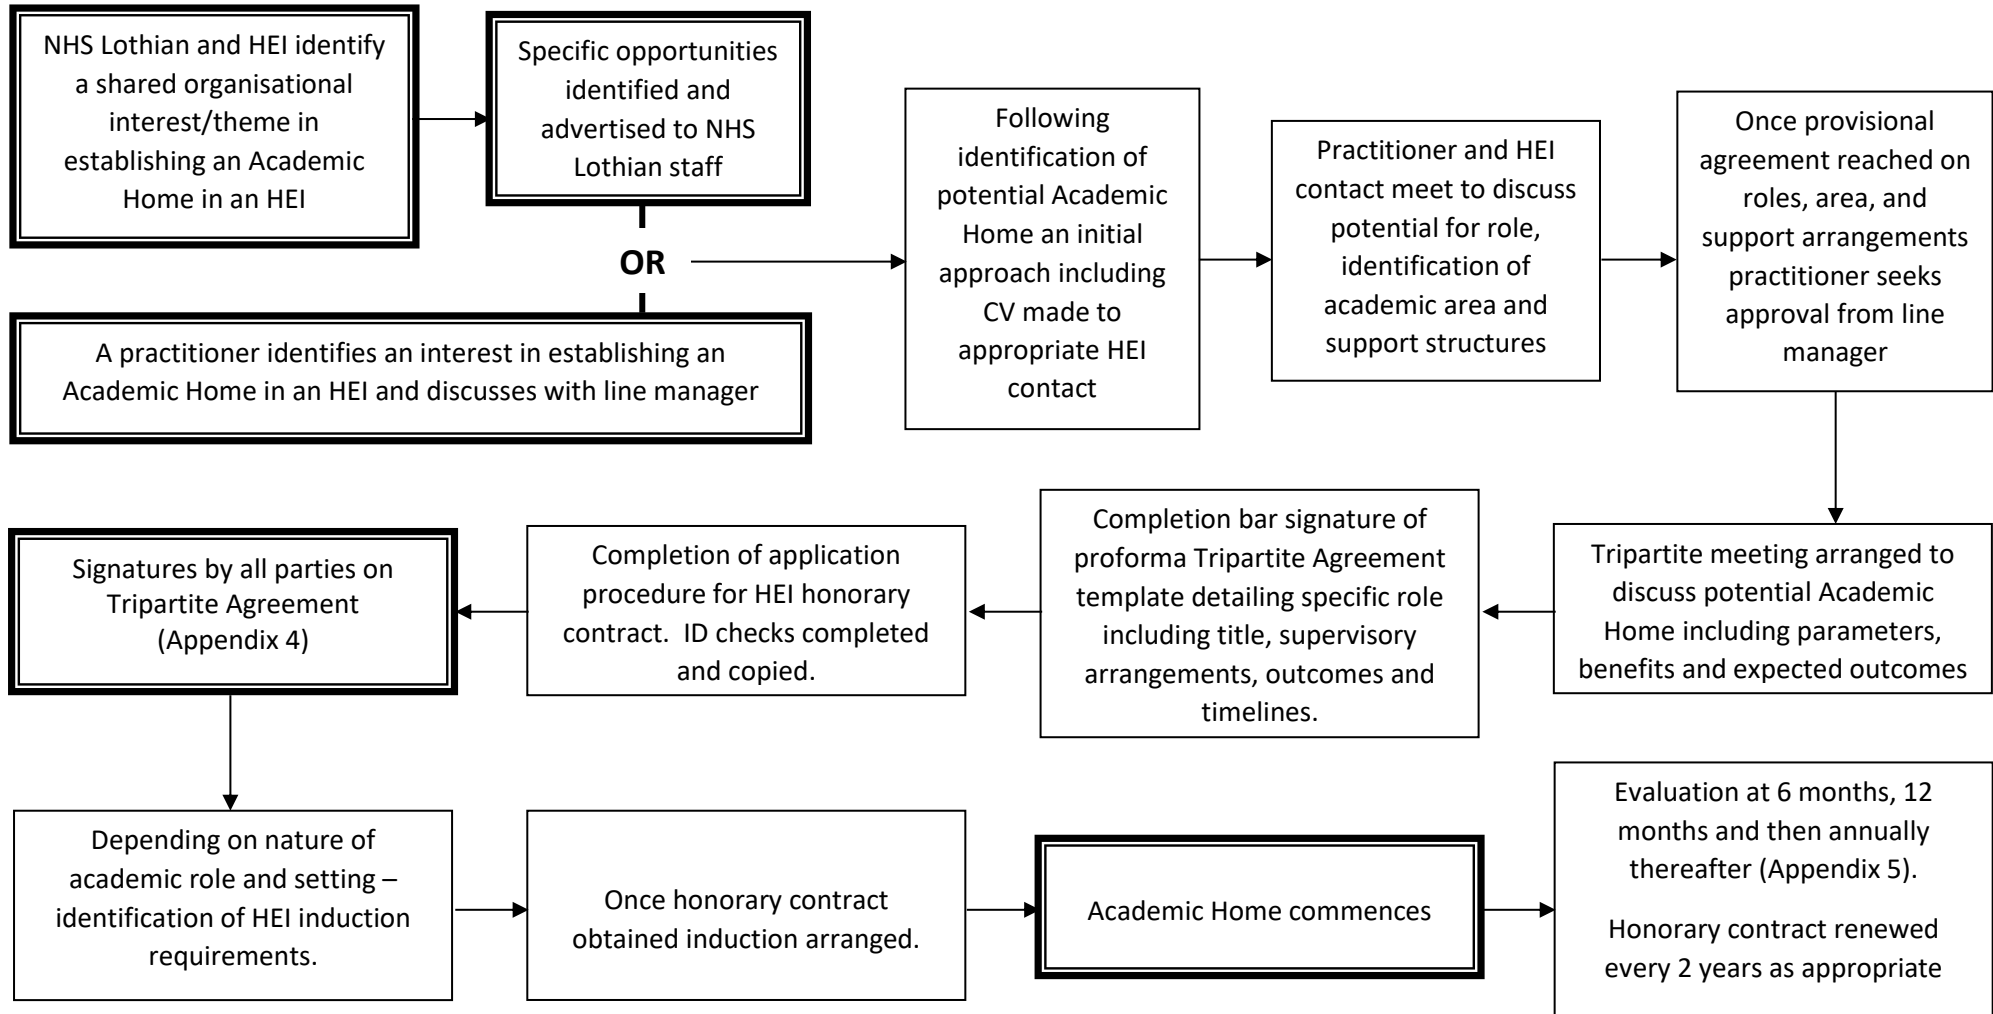 NHS Lothian and HEI identify
a shared organisational
interest/theme in
establishing an Academic
Home in an HEI
Specific opportunities
identified and
advertised to NHS
Lothian staff
OR
A practitioner identifies an interest in establishing an
Academic Home in an HEI and discusses with line manager
Following
identification of
potential Academic
Home an initial
approach including
CV made to
appropriate HEI
contact
Practitioner and HEI
contact meet to discuss
potential for role,
identification of
academic area and
support structures
Once provisional
agreement reached on
roles, area, and
support arrangements
practitioner seeks
approval from line
manager
Tripartite meeting arranged to
discuss potential Academic
Home including parameters,
benefits and expected outcomes
Completion bar signature of
proforma Tripartite Agreement
template detailing specific role
including title, supervisory
arrangements, outcomes and
timelines.
Completion of application
procedure for HEI honorary
contract.  ID checks completed
and copied.
Signatures by all parties on
Tripartite Agreement
(Appendix 4)
Depending on nature of
academic role and setting –
identification of HEI induction
requirements.
Once honorary contract
obtained induction arranged.
Academic Home commences
Evaluation at 6 months, 12
months and then annually
thereafter (Appendix 5).
Honorary contract renewed
every 2 years as appropriate